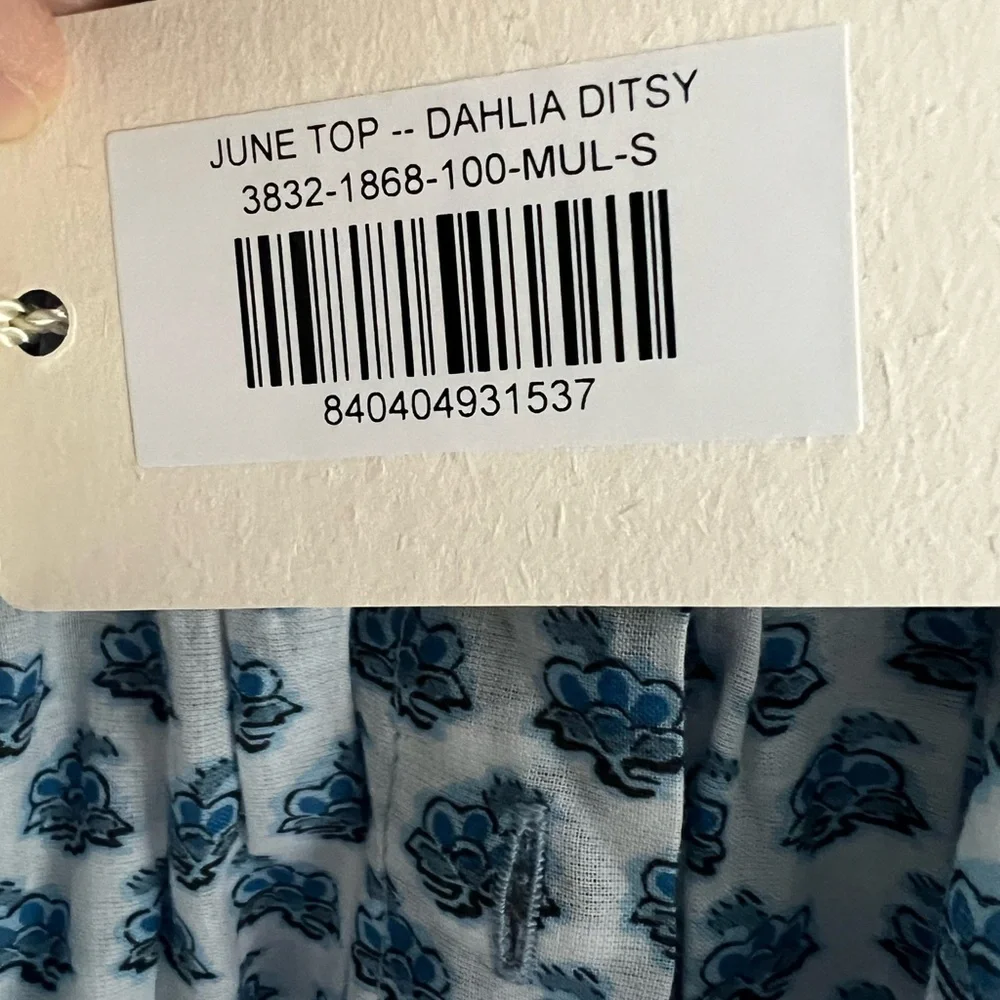 JUNE TOP -- DAHLIA DITSY
3832-1868-100-MUL-S
840404931537